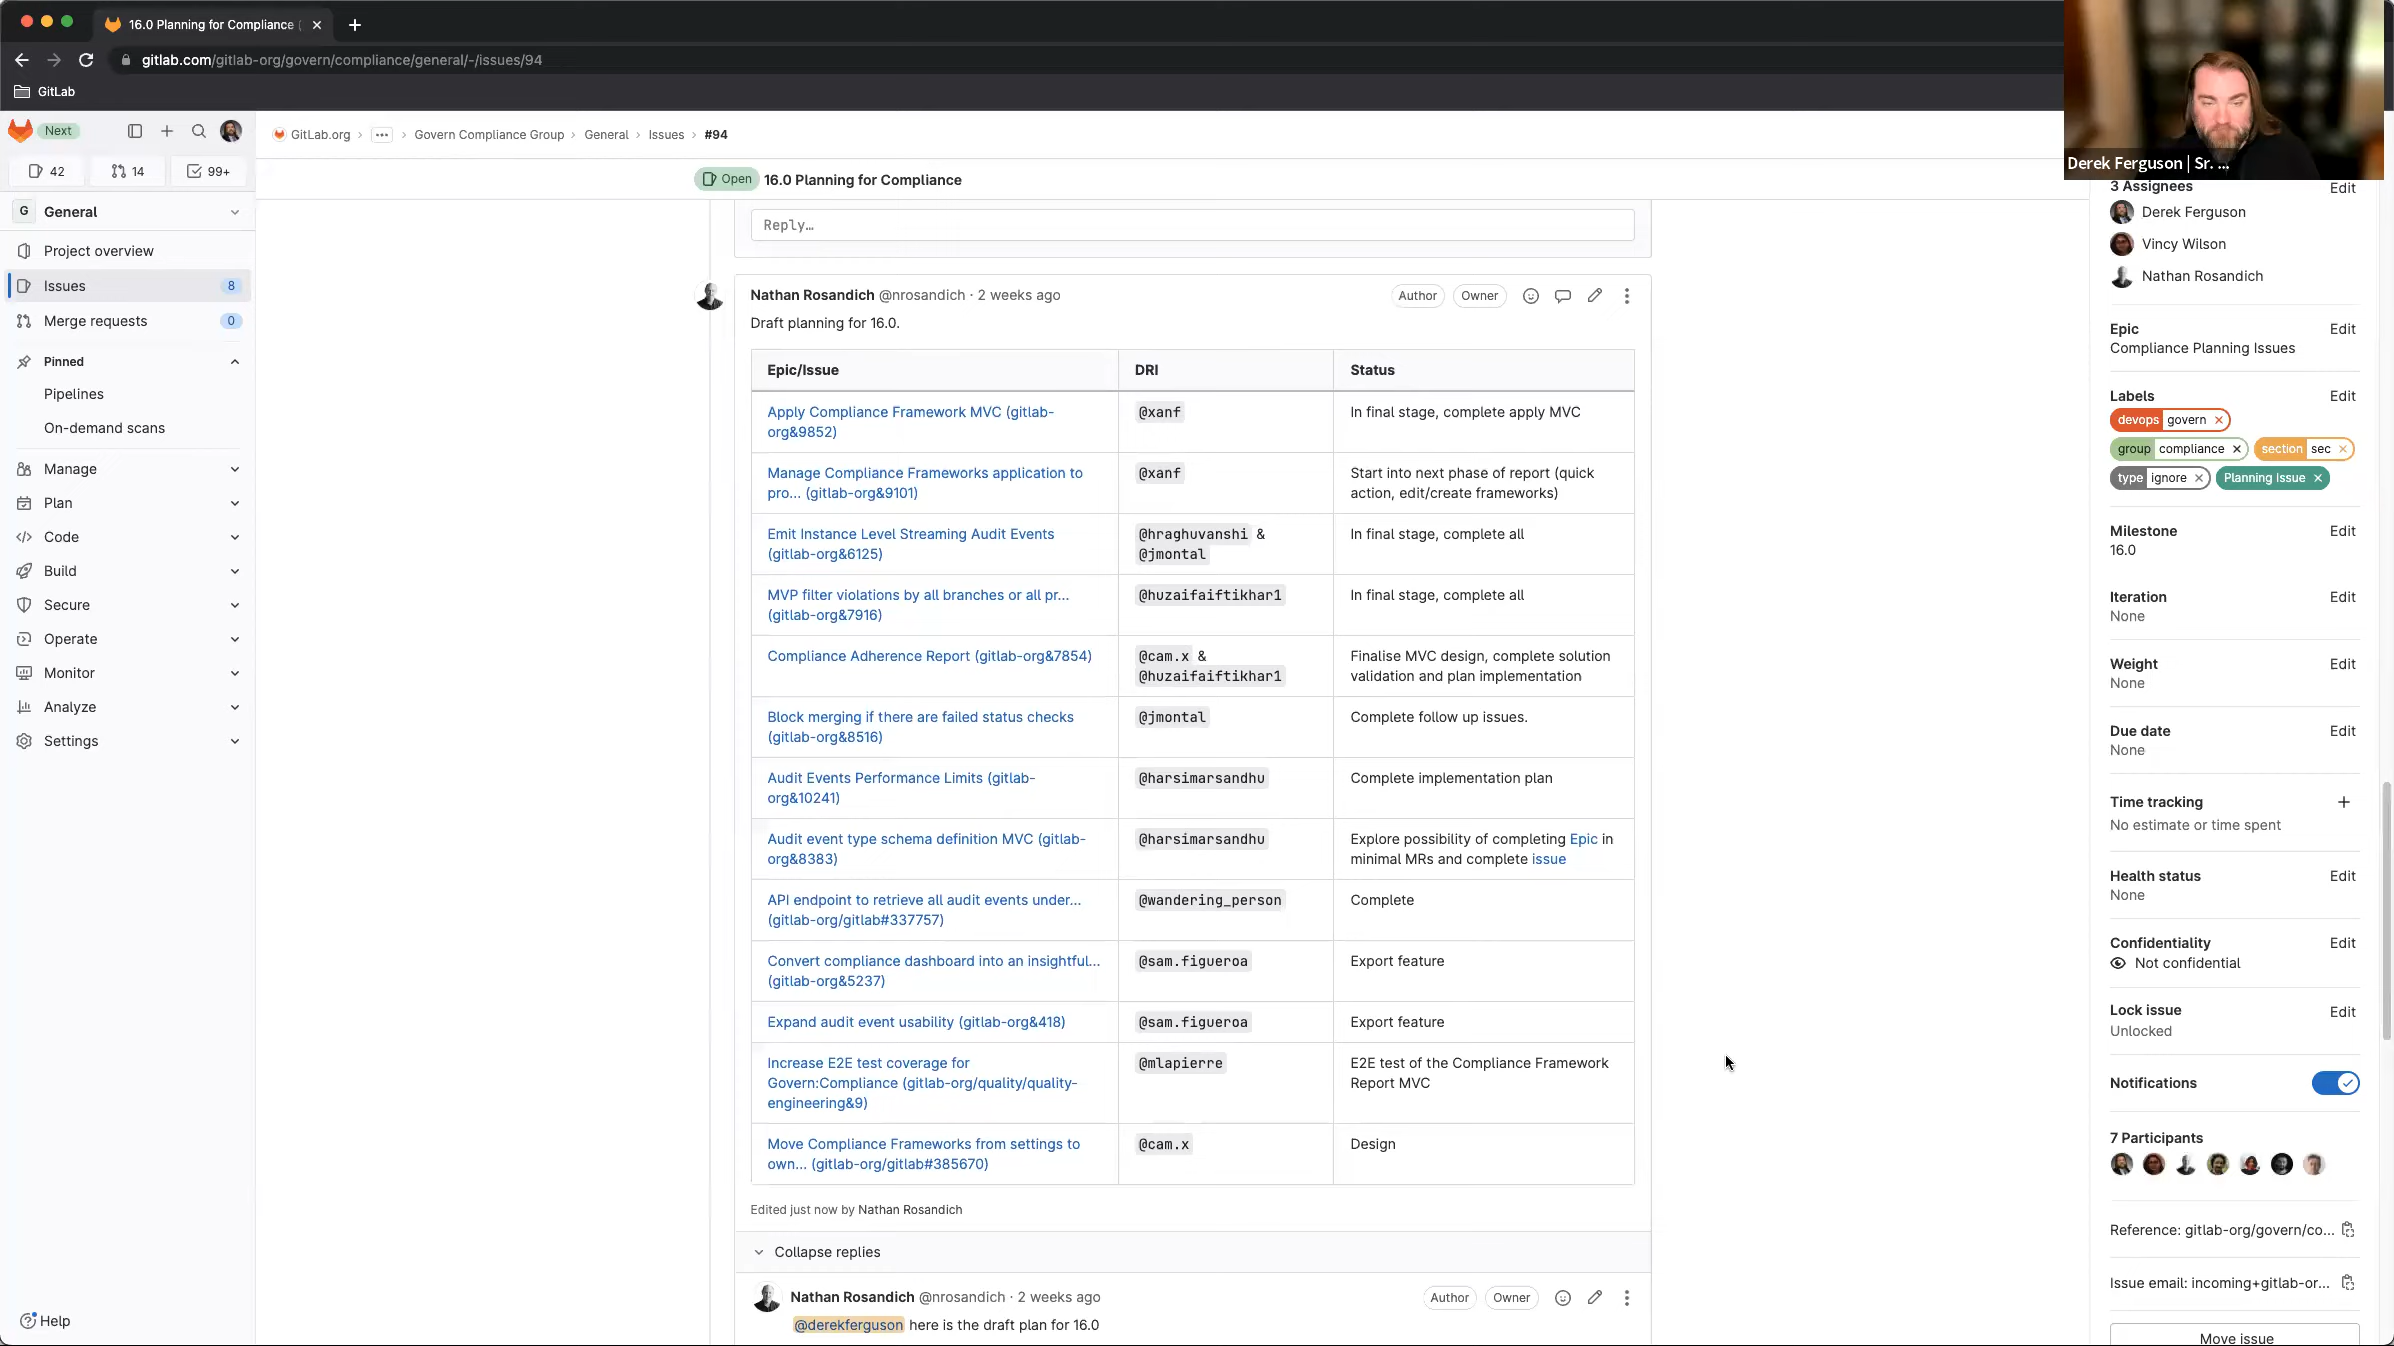 16.0 Planning for Compliance (
gitlab.com/gitlab-org/govern/compliance/general/-/issues/94
GitLab
Derek Ferguson | Sr. ...
Next
42
14
99+
G General
Project overview
Issues 8
Merge requests 0
Pinned
Pipelines
On-demand scans
Manage
Plan
Code
Build
Secure
Operate
Monitor
Analyze
Settings
Help
GitLab.org › ... › Govern Compliance Group › General › Issues › #94
Open 16.0 Planning for Compliance
Reply…
Nathan Rosandich @nrosandich · 2 weeks ago
Author Owner
Draft planning for 16.0.
Epic/Issue DRI Status
Apply Compliance Framework MVC (gitlab-
org&9852)
@xanf
In final stage, complete apply MVC
Manage Compliance Frameworks application to
pro... (gitlab-org&9101)
@xanf
Start into next phase of report (quick
action, edit/create frameworks)
Emit Instance Level Streaming Audit Events
(gitlab-org&6125)
@hraghuvanshi &
@jmontal
In final stage, complete all
MVP filter violations by all branches or all pr...
(gitlab-org&7916)
@huzaifaiftikhar1
In final stage, complete all
Compliance Adherence Report (gitlab-org&7854)
@cam.x &
@huzaifaiftikhar1
Finalise MVC design, complete solution
validation and plan implementation
Block merging if there are failed status checks
(gitlab-org&8516)
@jmontal
Complete follow up issues.
Audit Events Performance Limits (gitlab-
org&10241)
@harsimarsandhu
Complete implementation plan
Audit event type schema definition MVC (gitlab-
org&8383)
@harsimarsandhu
Explore possibility of completing Epic in
minimal MRs and complete issue
API endpoint to retrieve all audit events under...
(gitlab-org/gitlab#337757)
@wandering_person
Complete
Convert compliance dashboard into an insightful...
(gitlab-org&5237)
@sam.figueroa
Export feature
Expand audit event usability (gitlab-org&418)
@sam.figueroa
Export feature
Increase E2E test coverage for
Govern:Compliance (gitlab-org/quality/quality-
engineering&9)
@mlapierre
E2E test of the Compliance Framework
Report MVC
Move Compliance Frameworks from settings to
own... (gitlab-org/gitlab#385670)
@cam.x
Design
Edited just now by Nathan Rosandich
Collapse replies
Nathan Rosandich @nrosandich · 2 weeks ago
Author Owner
@derekferguson here is the draft plan for 16.0
3 Assignees Edit
Derek Ferguson
Vincy Wilson
Nathan Rosandich
Epic Edit
Compliance Planning Issues
Labels Edit
devops govern ×
group compliance × section sec ×
type ignore × Planning Issue ×
Milestone Edit
16.0
Iteration Edit
None
Weight Edit
None
Due date Edit
None
Time tracking +
No estimate or time spent
Health status Edit
None
Confidentiality Edit
Not confidential
Lock issue Edit
Unlocked
Notifications
7 Participants
Reference: gitlab-org/govern/co...
Issue email: incoming+gitlab-or...
Move issue